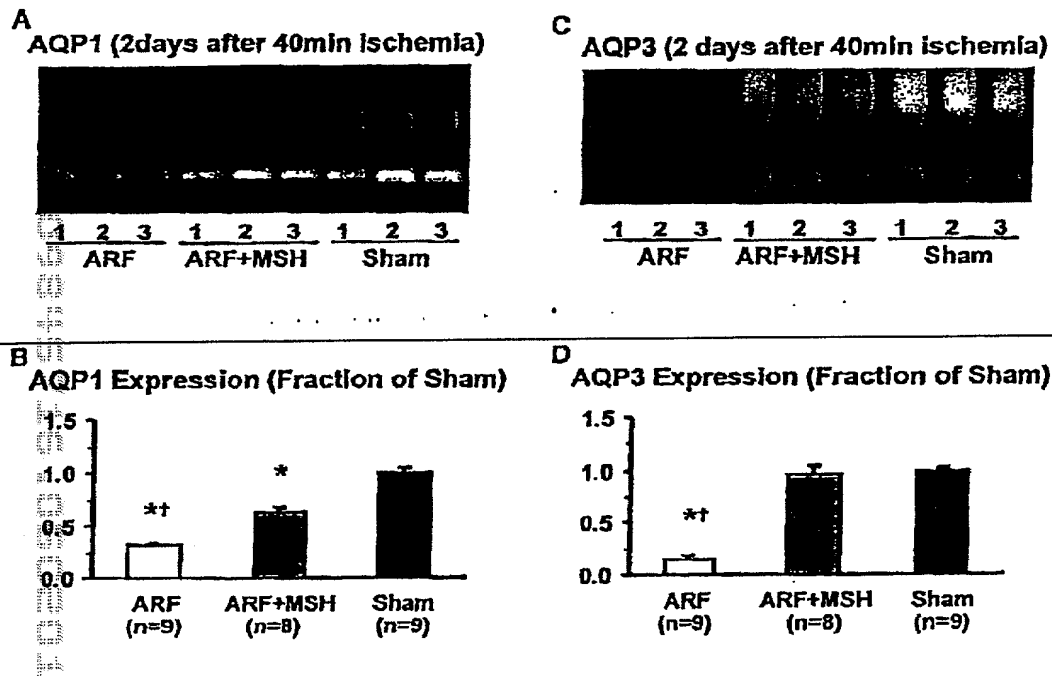 A
AQP1 (2days after 40min ischemia)
1 2 3 1 2 3 1 2 3
ARF ARF+MSH Sham
C
AQP3 (2 days after 40min ischemia)
1 2 3 1 2 3 1 2 3
ARF ARF+MSH Sham
B
AQP1 Expression (Fraction of Sham)
1.5
1.0
0.5
0.0
*†
*
ARF ARF+MSH Sham
(n=9) (n=8) (n=9)
D
AQP3 Expression (Fraction of Sham)
1.5
1.0
0.5
0.0
*†
ARF ARF+MSH Sham
(n=9) (n=8) (n=9)